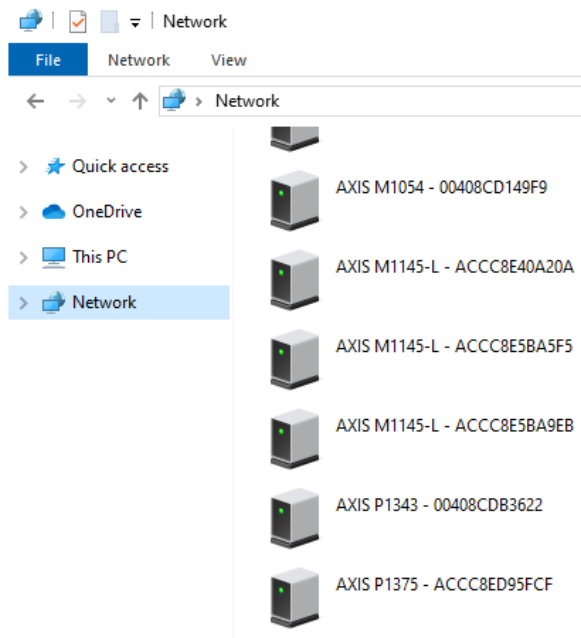 Network
File Network View
Network
Quick access
OneDrive
This PC
Network
AXIS M1054 - 00408CD149F9
AXIS M1145-L - ACCC8E40A20A
AXIS M1145-L - ACCC8E5BA5F5
AXIS M1145-L - ACCC8E5BA9EB
AXIS P1343 - 00408CDB3622
AXIS P1375 - ACCC8ED95FCF